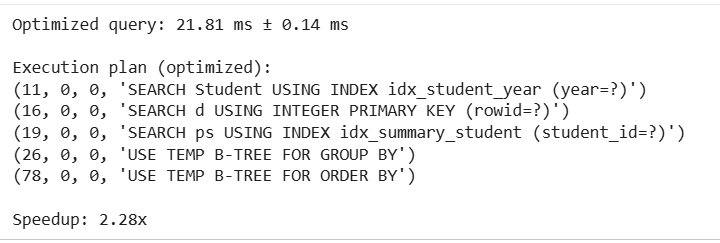 Optimized query: 21.81 ms ± 0.14 ms
Execution plan (optimized):
(11, 0, 0, 'SEARCH Student USING INDEX idx_student_year (year=?)')
(16, 0, 0, 'SEARCH d USING INTEGER PRIMARY KEY (rowid=?)')
(19, 0, 0, 'SEARCH ps USING INDEX idx_summary_student (student_id=?)')
(26, 0, 0, 'USE TEMP B-TREE FOR GROUP BY')
(78, 0, 0, 'USE TEMP B-TREE FOR ORDER BY')
Speedup: 2.28x